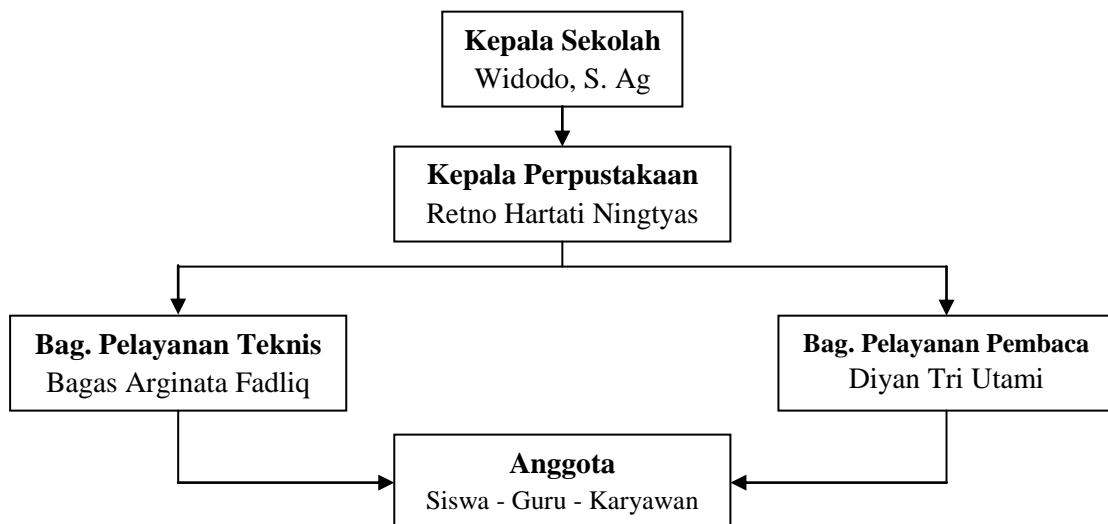 Kepala Sekolah
Widodo, S. Ag
Kepala Perpustakaan
Retno Hartati Ningtyas
Bag. Pelayanan Teknis
Bagas Arginata Fadliq
Bag. Pelayanan Pembaca
Diyan Tri Utami
Anggota
Siswa - Guru - Karyawan